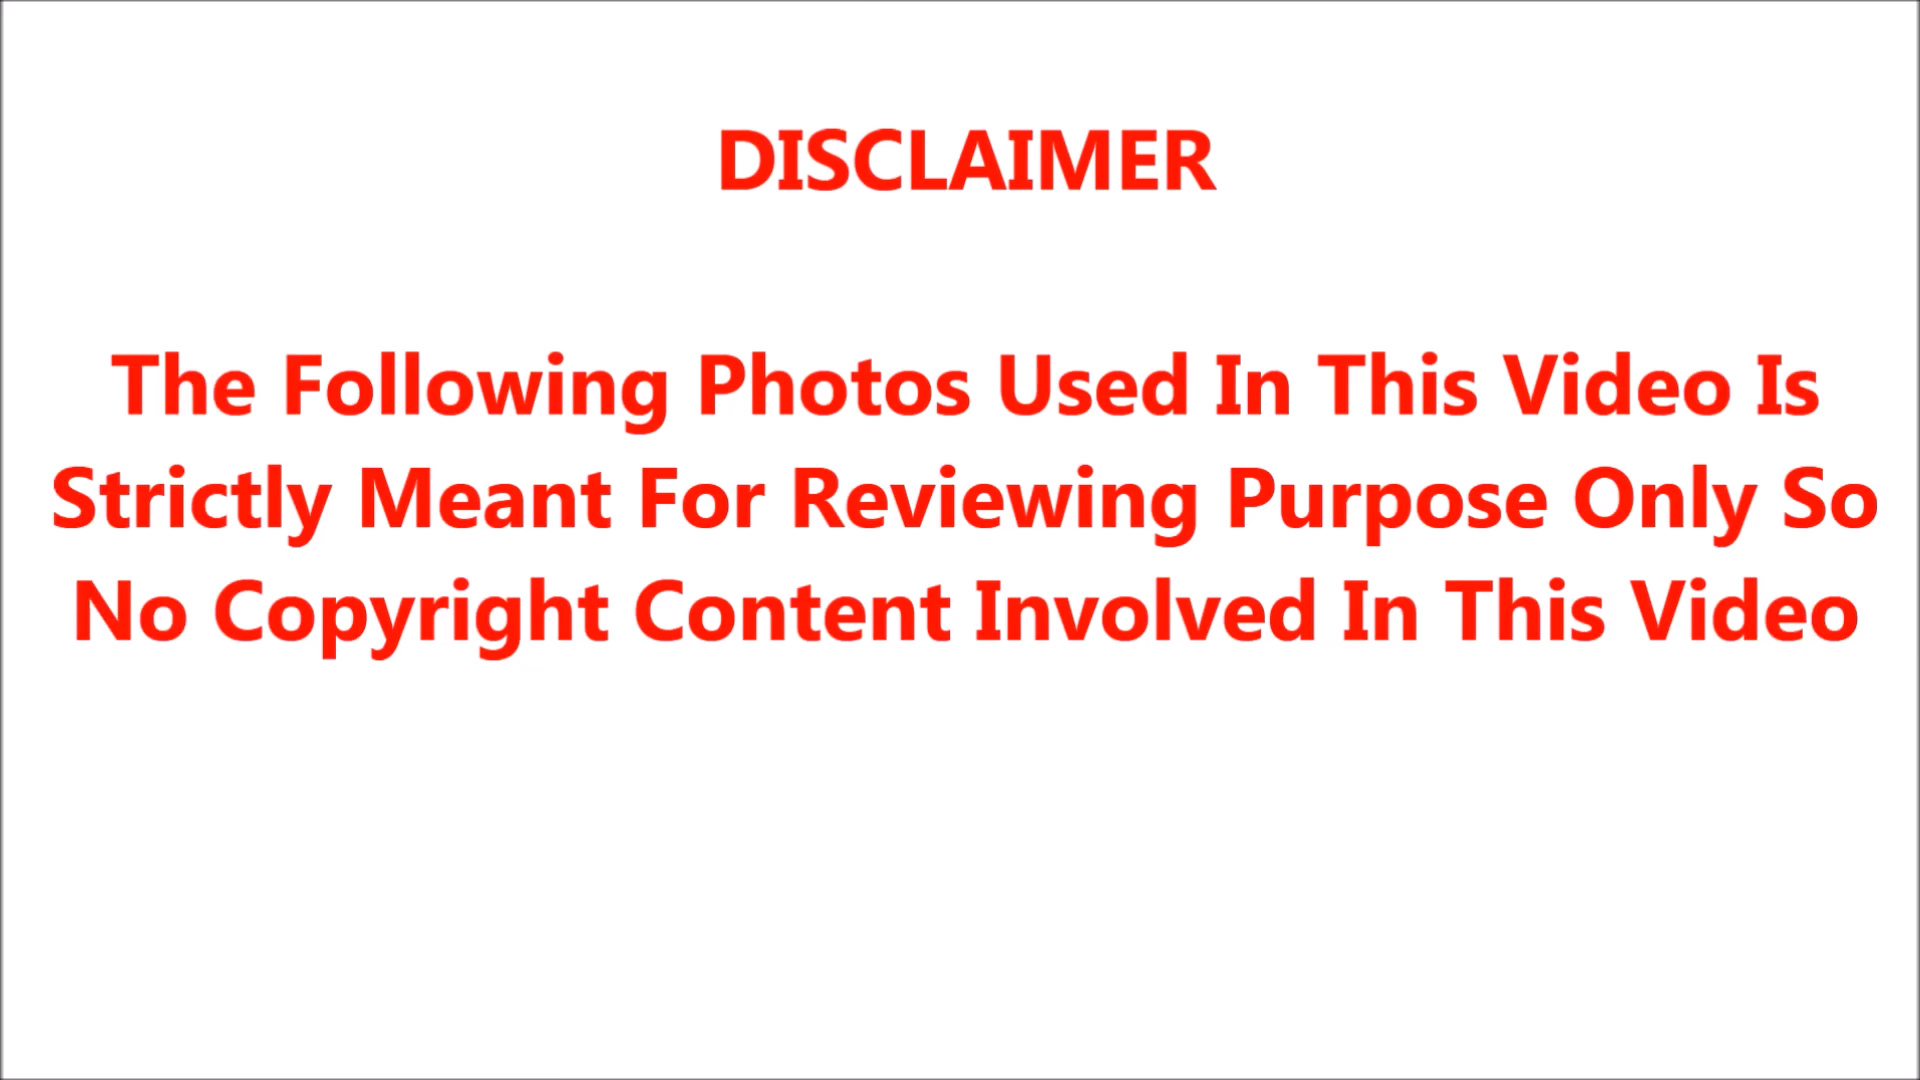 DISCLAIMER
The Following Photos Used In This Video Is
Strictly Meant For Reviewing Purpose Only So
No Copyright Content Involved In This Video